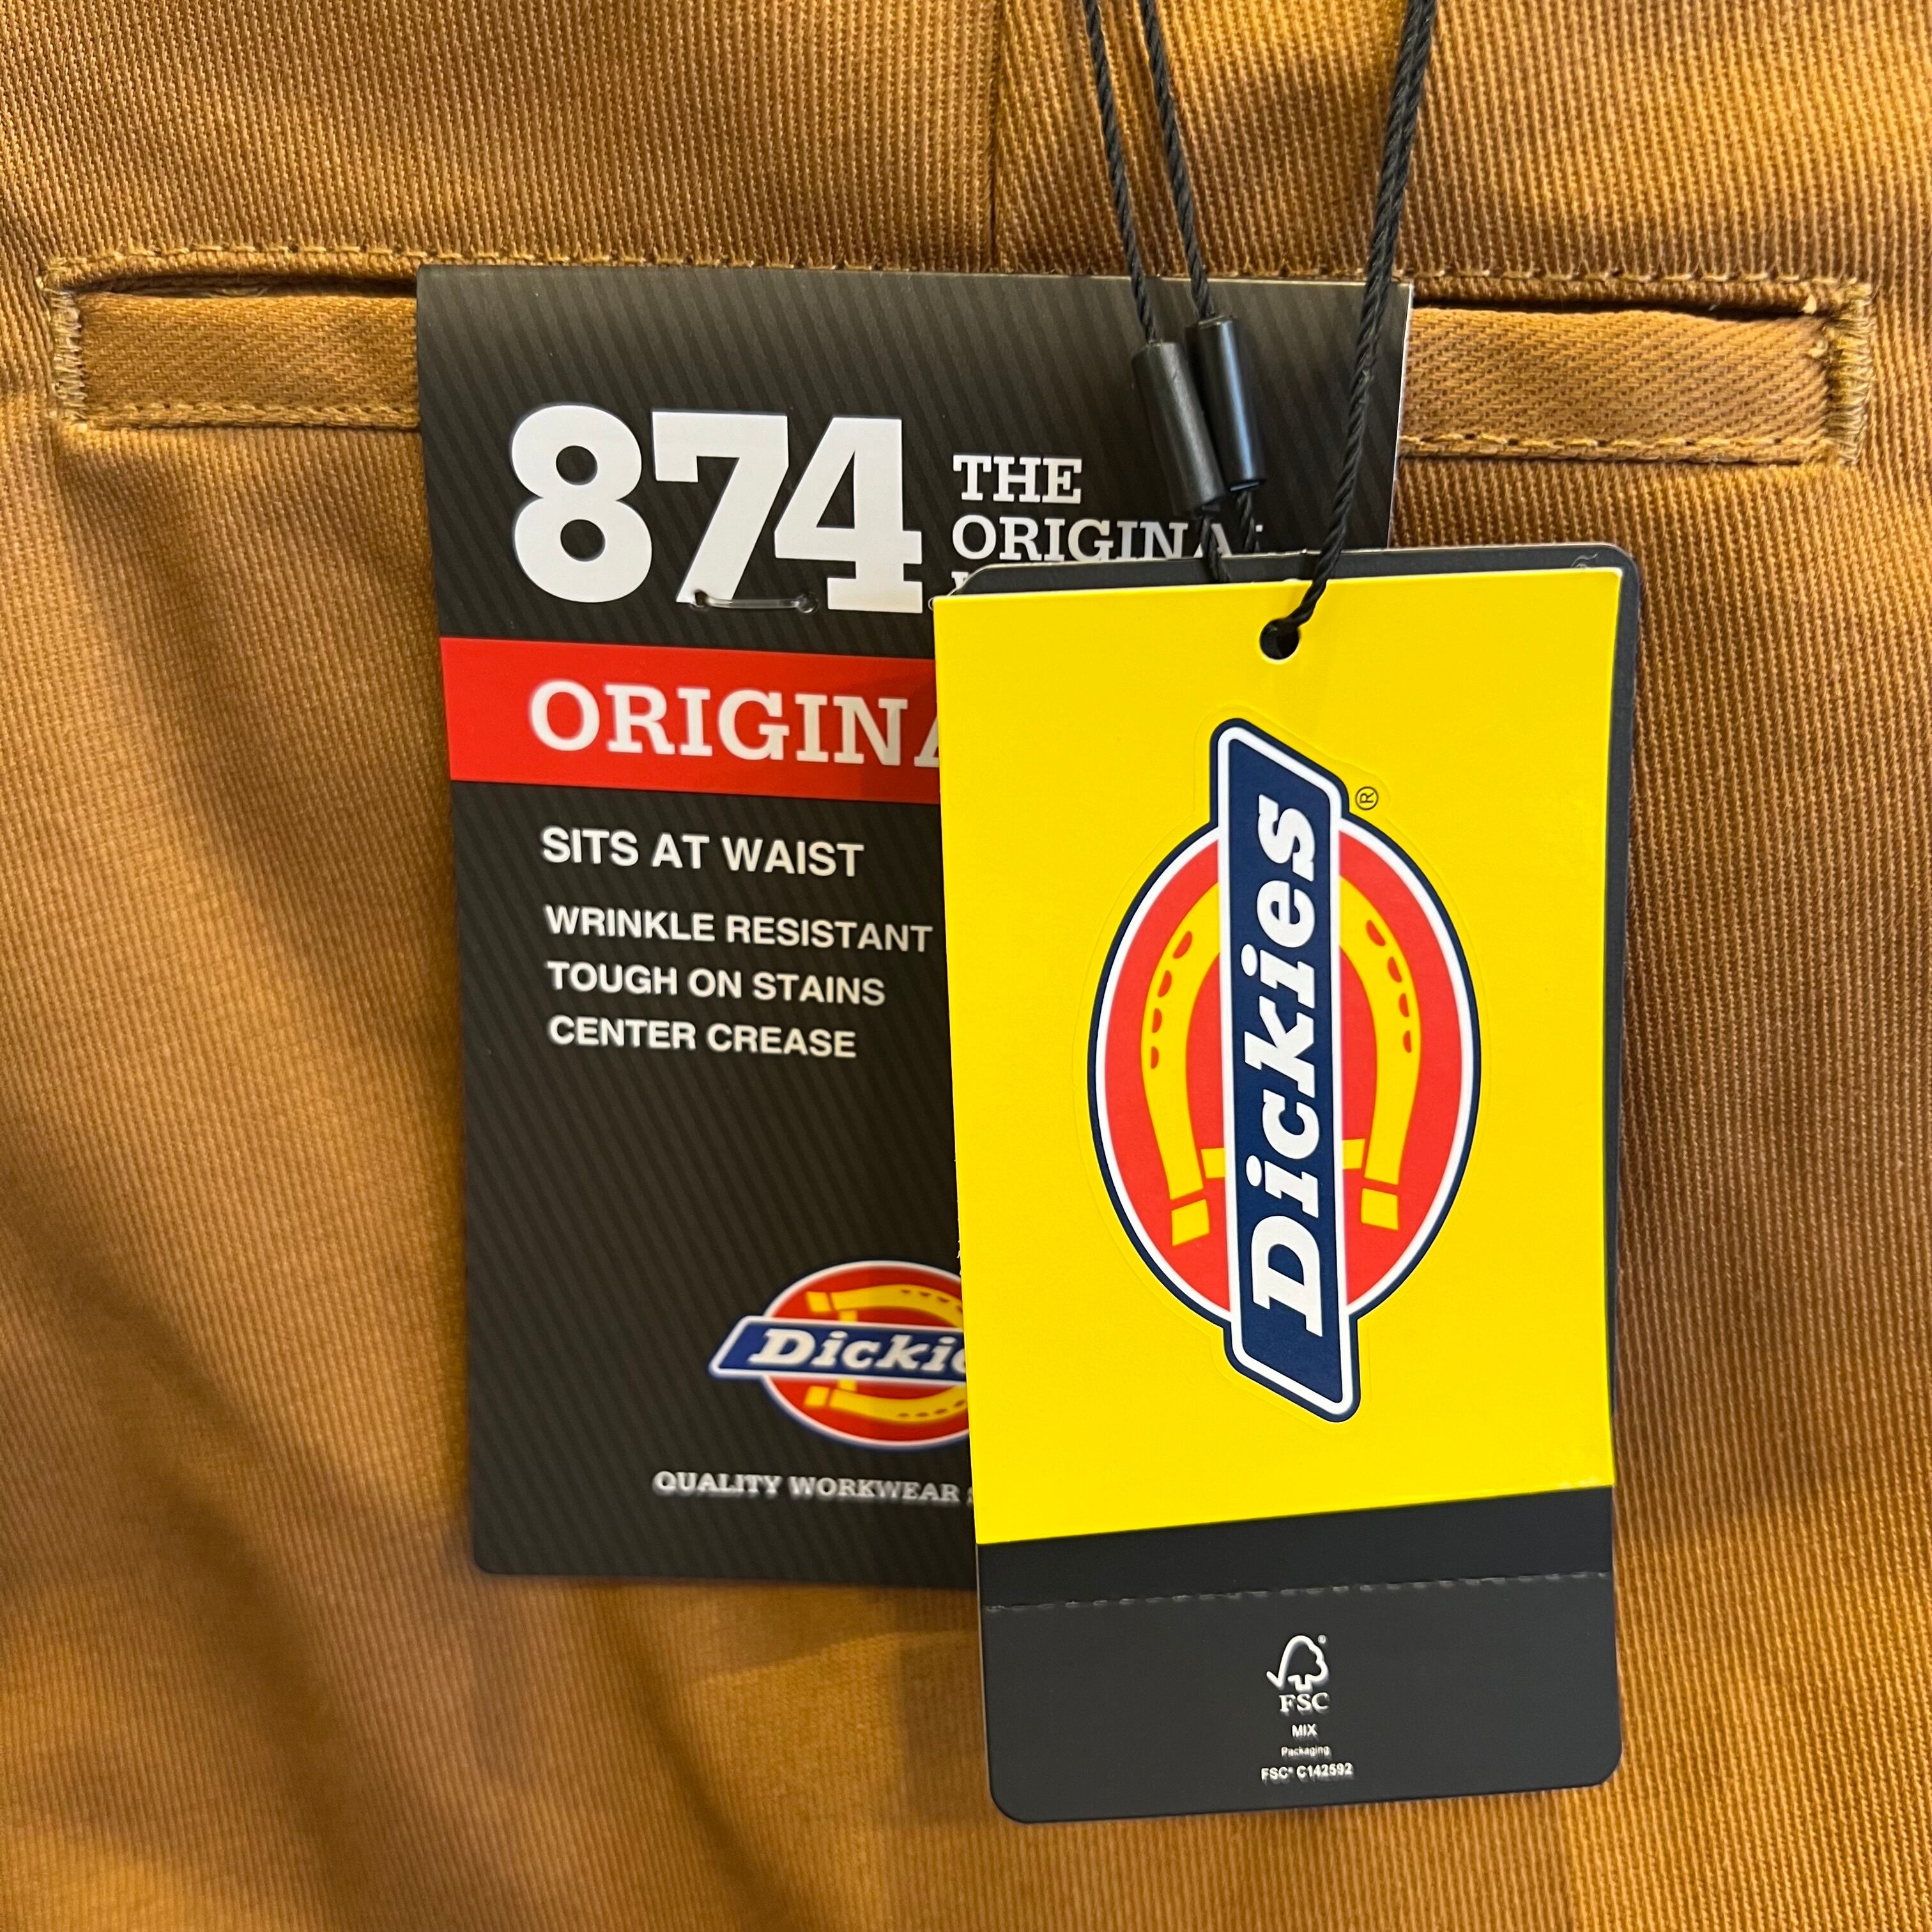 874
THE
ORIGINA
ORIGINA
SITS AT WAIST
WRINKLE RESISTANT
TOUGH ON STAINS
CENTER CREASE
Dickie
QUALITY WORKWEAR
Dickies®
FSC®
MIX
Packaging
FSC® C142592